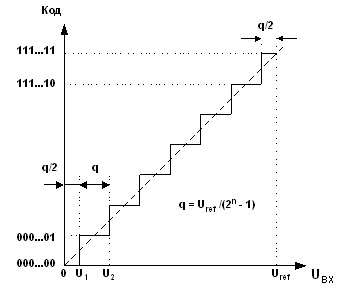 Код
q/2
111...11
111...10
q/2 q
q = Uref /(2ⁿ - 1)
000...01
000...00
0 U1 U2 Uref UВХ